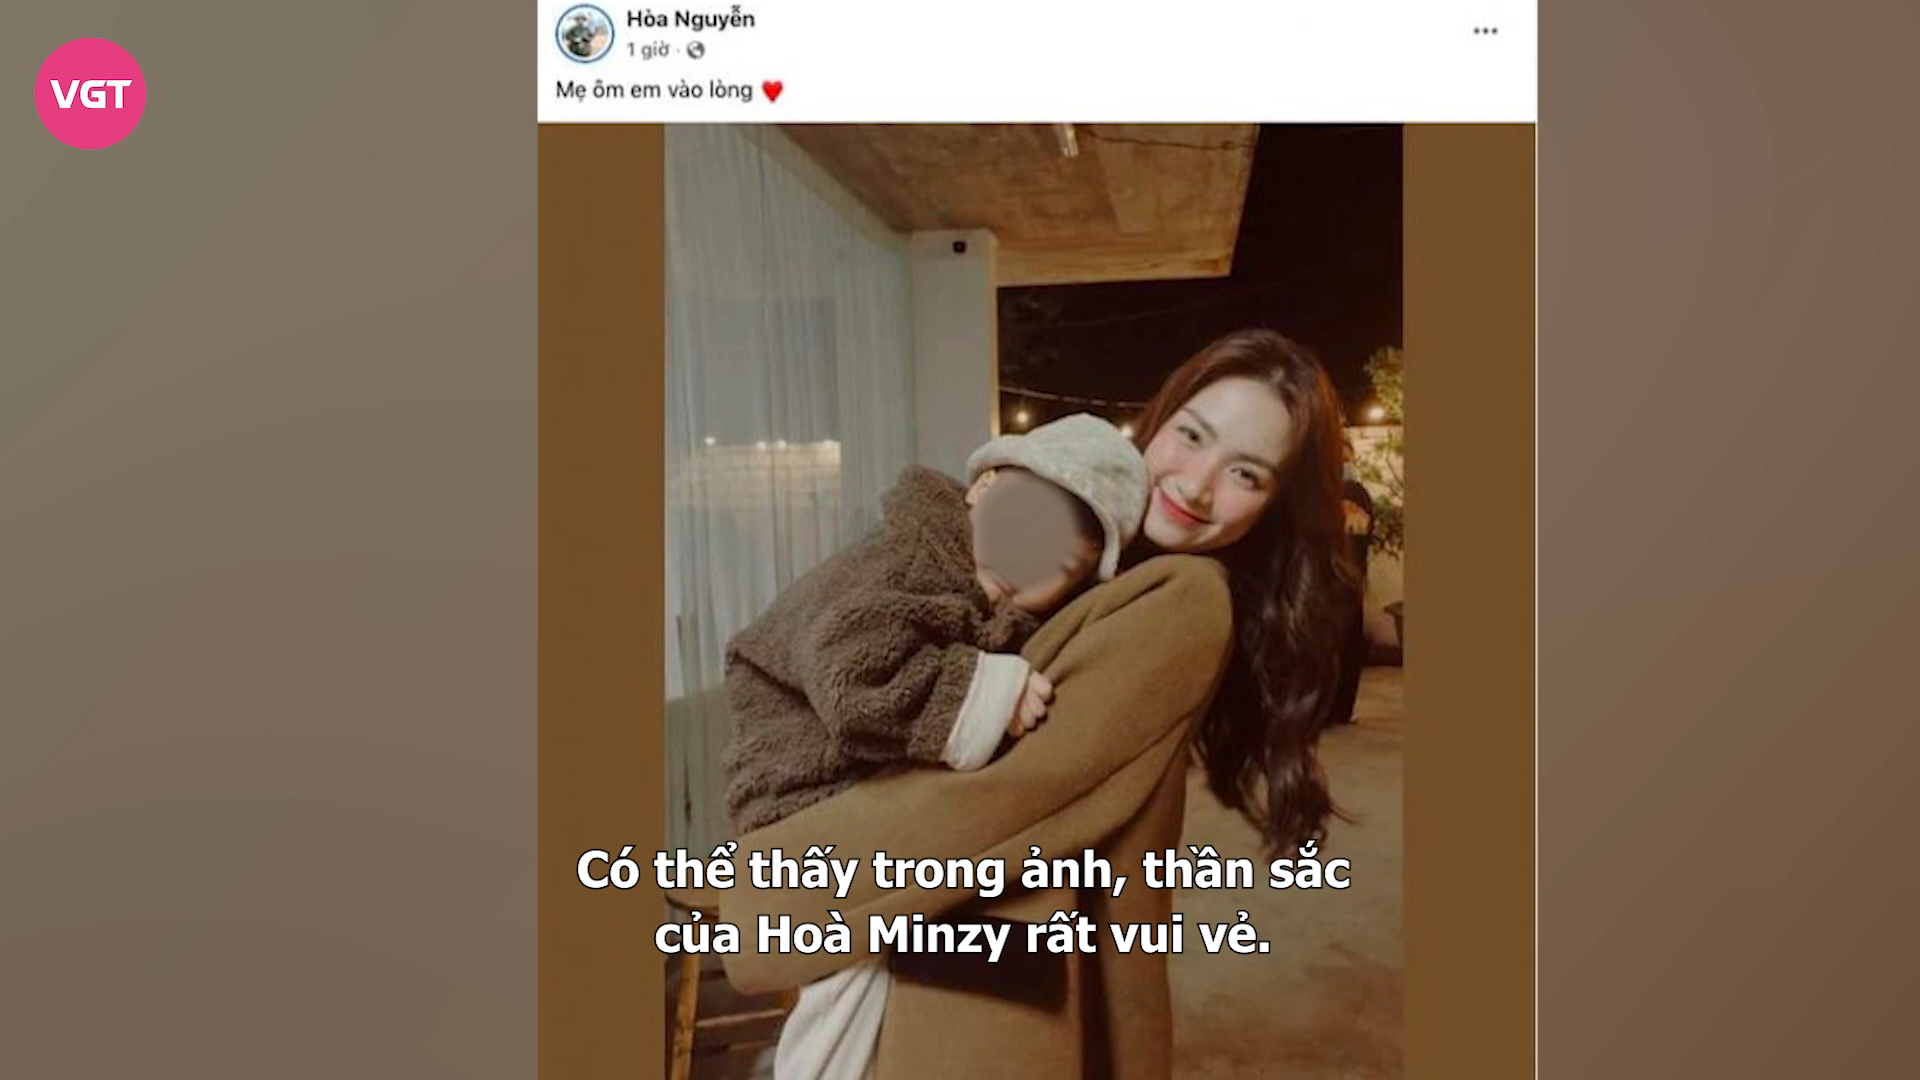 VGT
Hòa Nguyễn
1 giờ ·
Mẹ ôm em vào lòng ❤️
Có thể thấy trong ảnh, thần sắc
của Hoà Minzy rất vui vẻ.